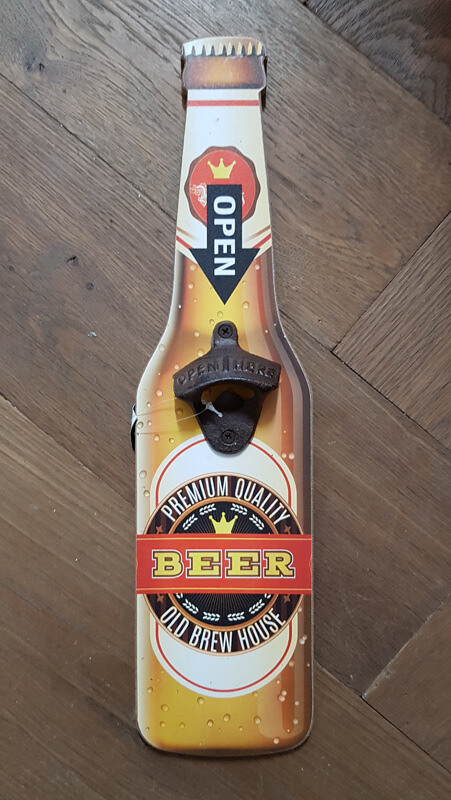 OPEN
OPEN HERE
PREMIUM QUALITY
BEER
OLD BREW HOUSE